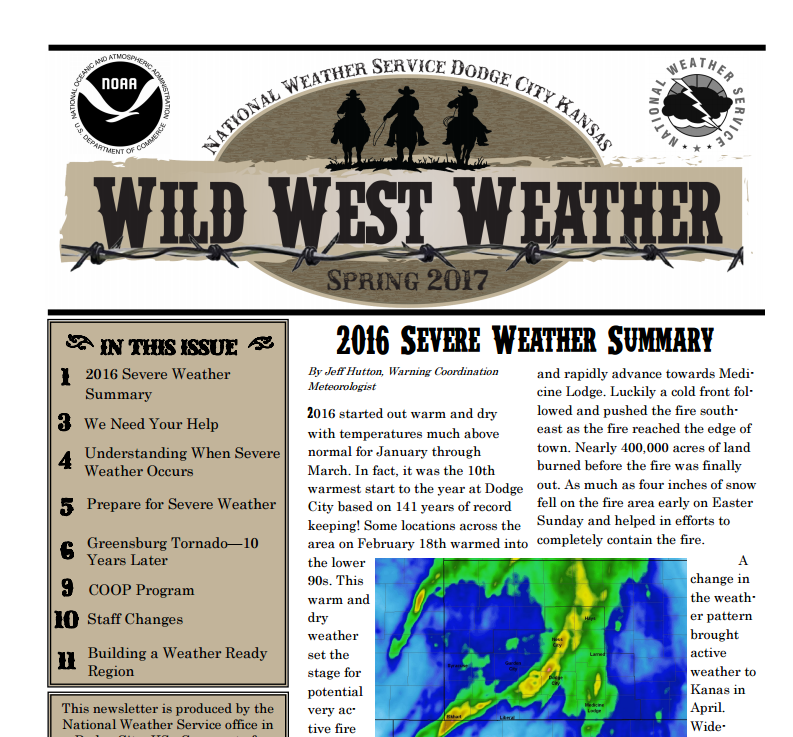 NATIONAL OCEANIC AND ATMOSPHERIC ADMINISTRATION
NOAA
U.S. DEPARTMENT OF COMMERCE
NATIONAL WEATHER SERVICE DODGE CITY KANSAS
NATIONAL WEATHER SERVICE
WILD WEST WEATHER
SPRING 2017
IN THIS ISSUE
1 2016 Severe Weather
Summary
3 We Need Your Help
4 Understanding When Severe
Weather Occurs
5 Prepare for Severe Weather
6 Greensburg Tornado—10
Years Later
9 COOP Program
10 Staff Changes
11 Building a Weather Ready
Region
This newsletter is produced by the
National Weather Service office in
2016 SEVERE WEATHER SUMMARY
By Jeff Hutton, Warning Coordination
Meteorologist
2016 started out warm and dry
with temperatures much above
normal for January through
March. In fact, it was the 10th
warmest start to the year at Dodge
City based on 141 years of record
keeping! Some locations across the
area on February 18th warmed into
the lower
90s. This
warm and
dry
weather
set the
stage for
potential
very ac-
tive fire
and rapidly advance towards Medi-
cine Lodge. Luckily a cold front fol-
lowed and pushed the fire south-
east as the fire reached the edge of
town. Nearly 400,000 acres of land
burned before the fire was finally
out. As much as four inches of snow
fell on the fire area early on Easter
Sunday and helped in efforts to
completely contain the fire.
A
change in
the weath-
er pattern
brought
active
weather to
Kanas in
April.
Wide-
Hays
Ness
City
Larned
Garden
City
Dodge
City
Medicine
Lodge
Elkhart
Liberal